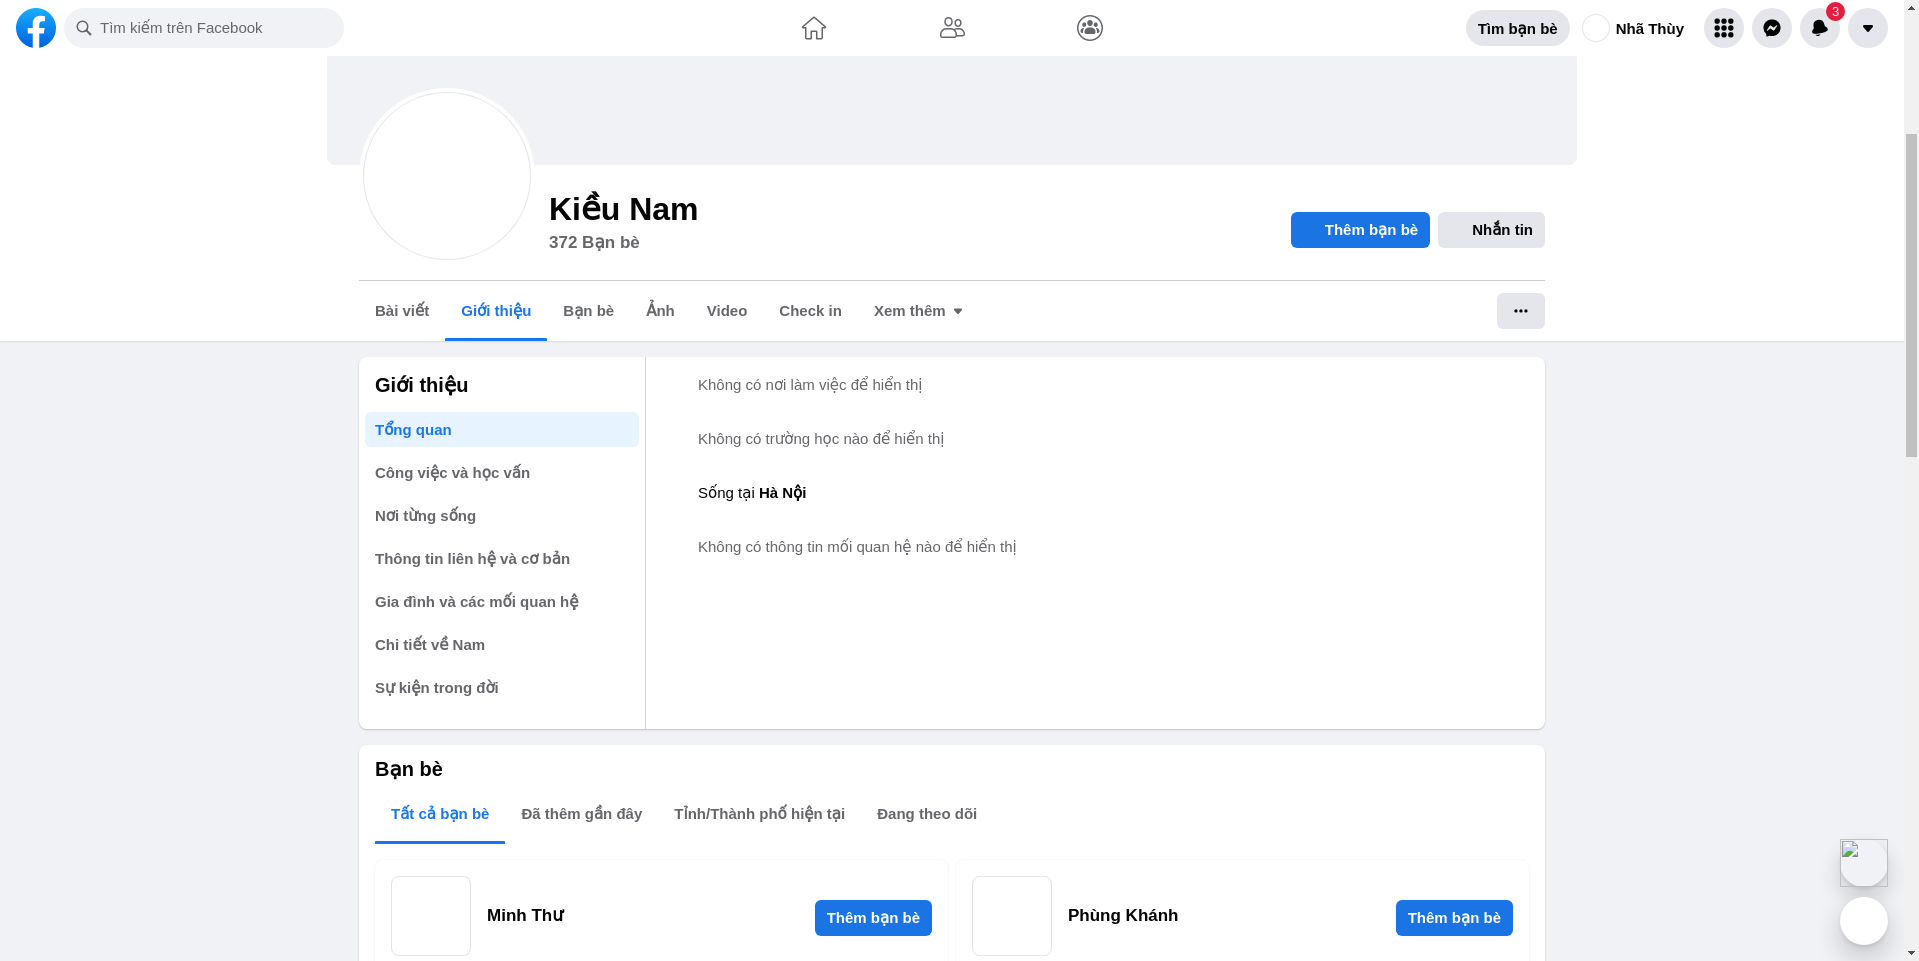 Tìm kiếm trên Facebook
Tìm bạn bè
Nhã Thùy
3
Kiều Nam
372 Bạn bè
Thêm bạn bè
Nhắn tin
Bài viết
Giới thiệu
Bạn bè
Ảnh
Video
Check in
Xem thêm
Giới thiệu
Tổng quan
Công việc và học vấn
Nơi từng sống
Thông tin liên hệ và cơ bản
Gia đình và các mối quan hệ
Chi tiết về Nam
Sự kiện trong đời
Không có nơi làm việc để hiển thị
Không có trường học nào để hiển thị
Sống tại Hà Nội
Không có thông tin mối quan hệ nào để hiển thị
Bạn bè
Tất cả bạn bè
Đã thêm gần đây
Tỉnh/Thành phố hiện tại
Đang theo dõi
Minh Thư
Thêm bạn bè
Phùng Khánh
Thêm bạn bè